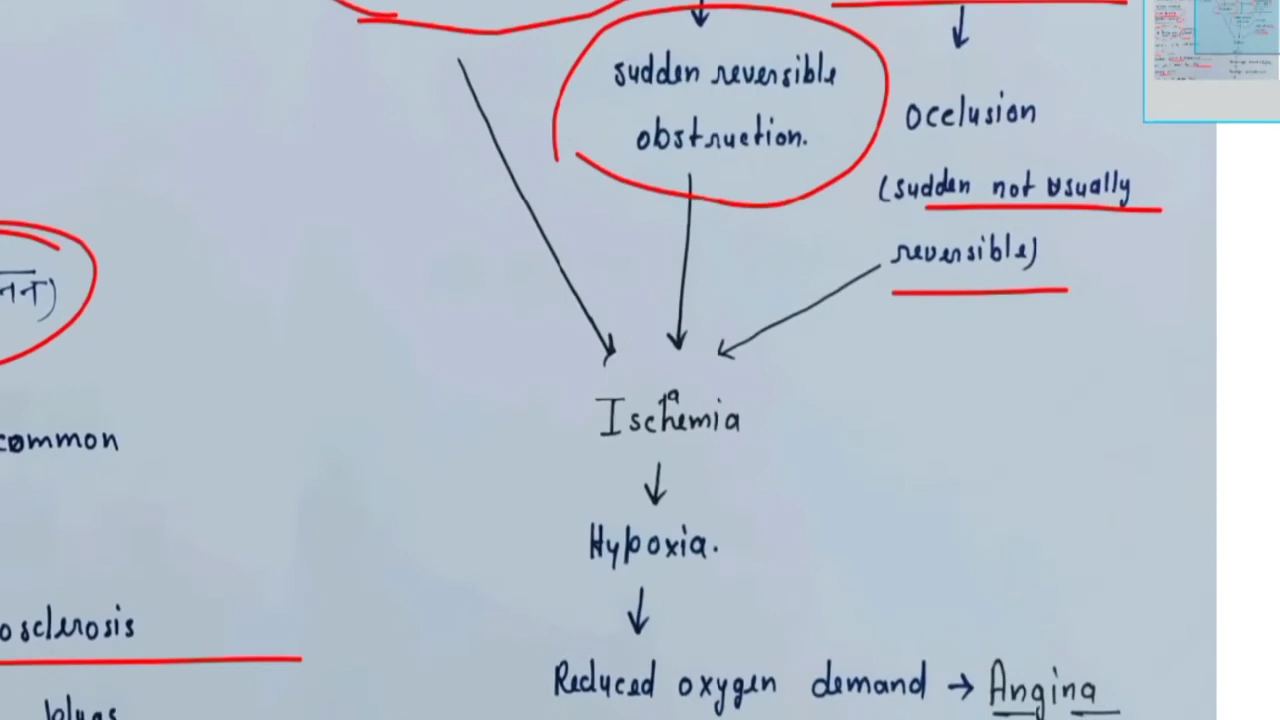 sudden reversible
obstruction.
occlusion
(sudden not usually
reversible)
Ischemia
common
Hypoxia.
osclerosis
Reduced oxygen demand → Angina